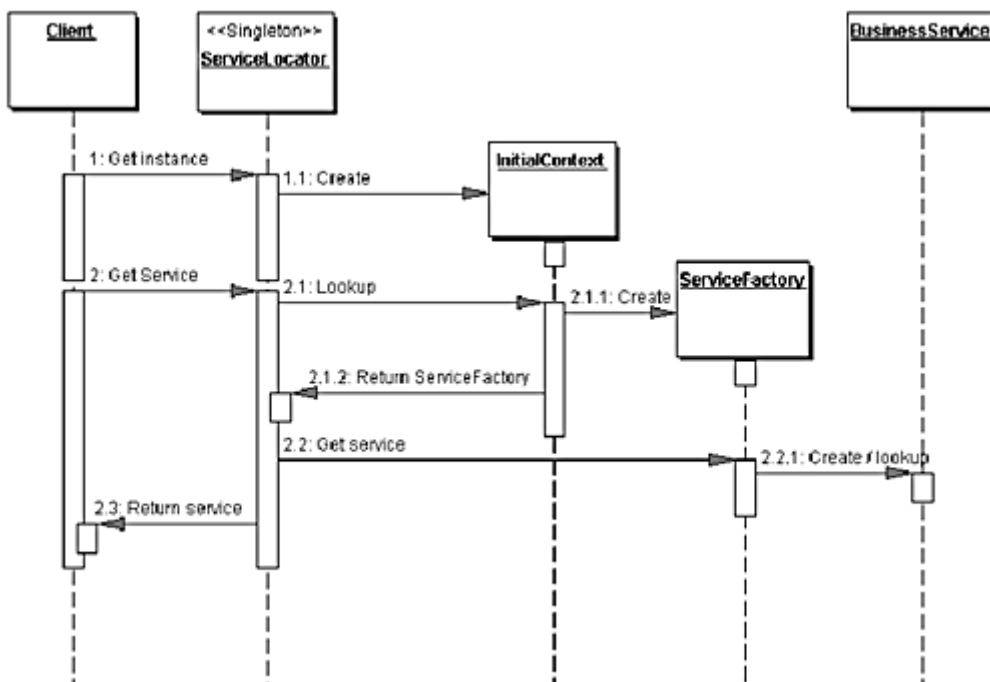 Client
<<Singleton>>
ServiceLocator
BusinessService
1: Get instance
1.1: Create
InitialContext
2: Get Service
2.1: Lookup
2.1.1: Create
ServiceFactory
2.1.2: Return ServiceFactory
2.2: Get service
2.2.1: Create / lookup
2.3: Return service